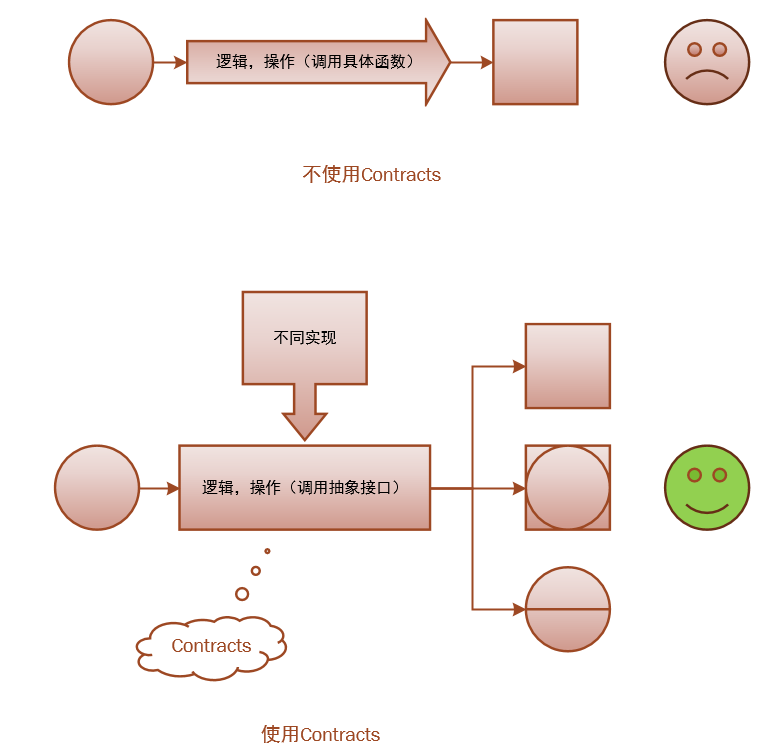 逻辑，操作（调用具体函数）
不使用Contracts
不同实现
逻辑，操作（调用抽象接口）
Contracts
使用Contracts